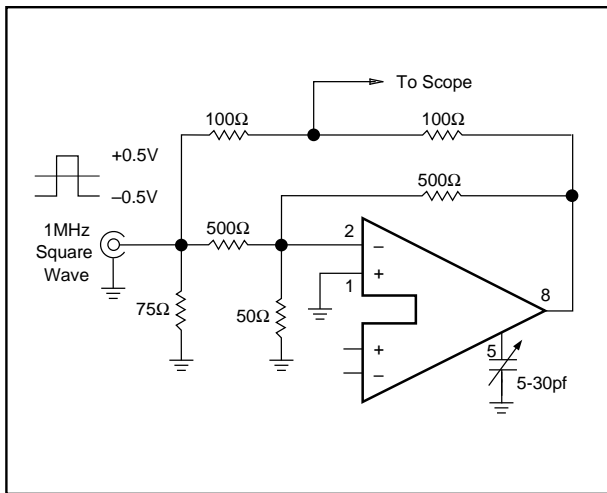 To Scope
100Ω
100Ω
+0.5V
–0.5V
500Ω
1MHz
Square
Wave
500Ω
2
–
+
1
8
75Ω
50Ω
+
–
5
5-30pf